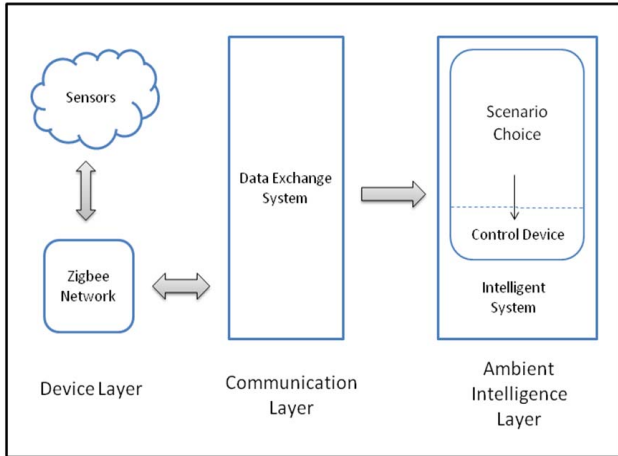 Sensors
Zigbee
Network
Device Layer
Data Exchange
System
Communication
Layer
Scenario
Choice
Control Device
Intelligent
System
Ambient
Intelligence
Layer